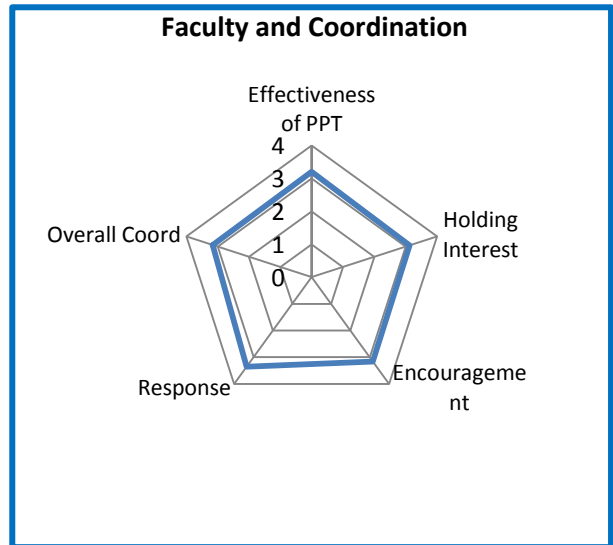 Faculty and Coordination
Effectiveness
of PPT
4
3
2
1
0
Holding
Interest
Encourageme
nt
Response
Overall Coord